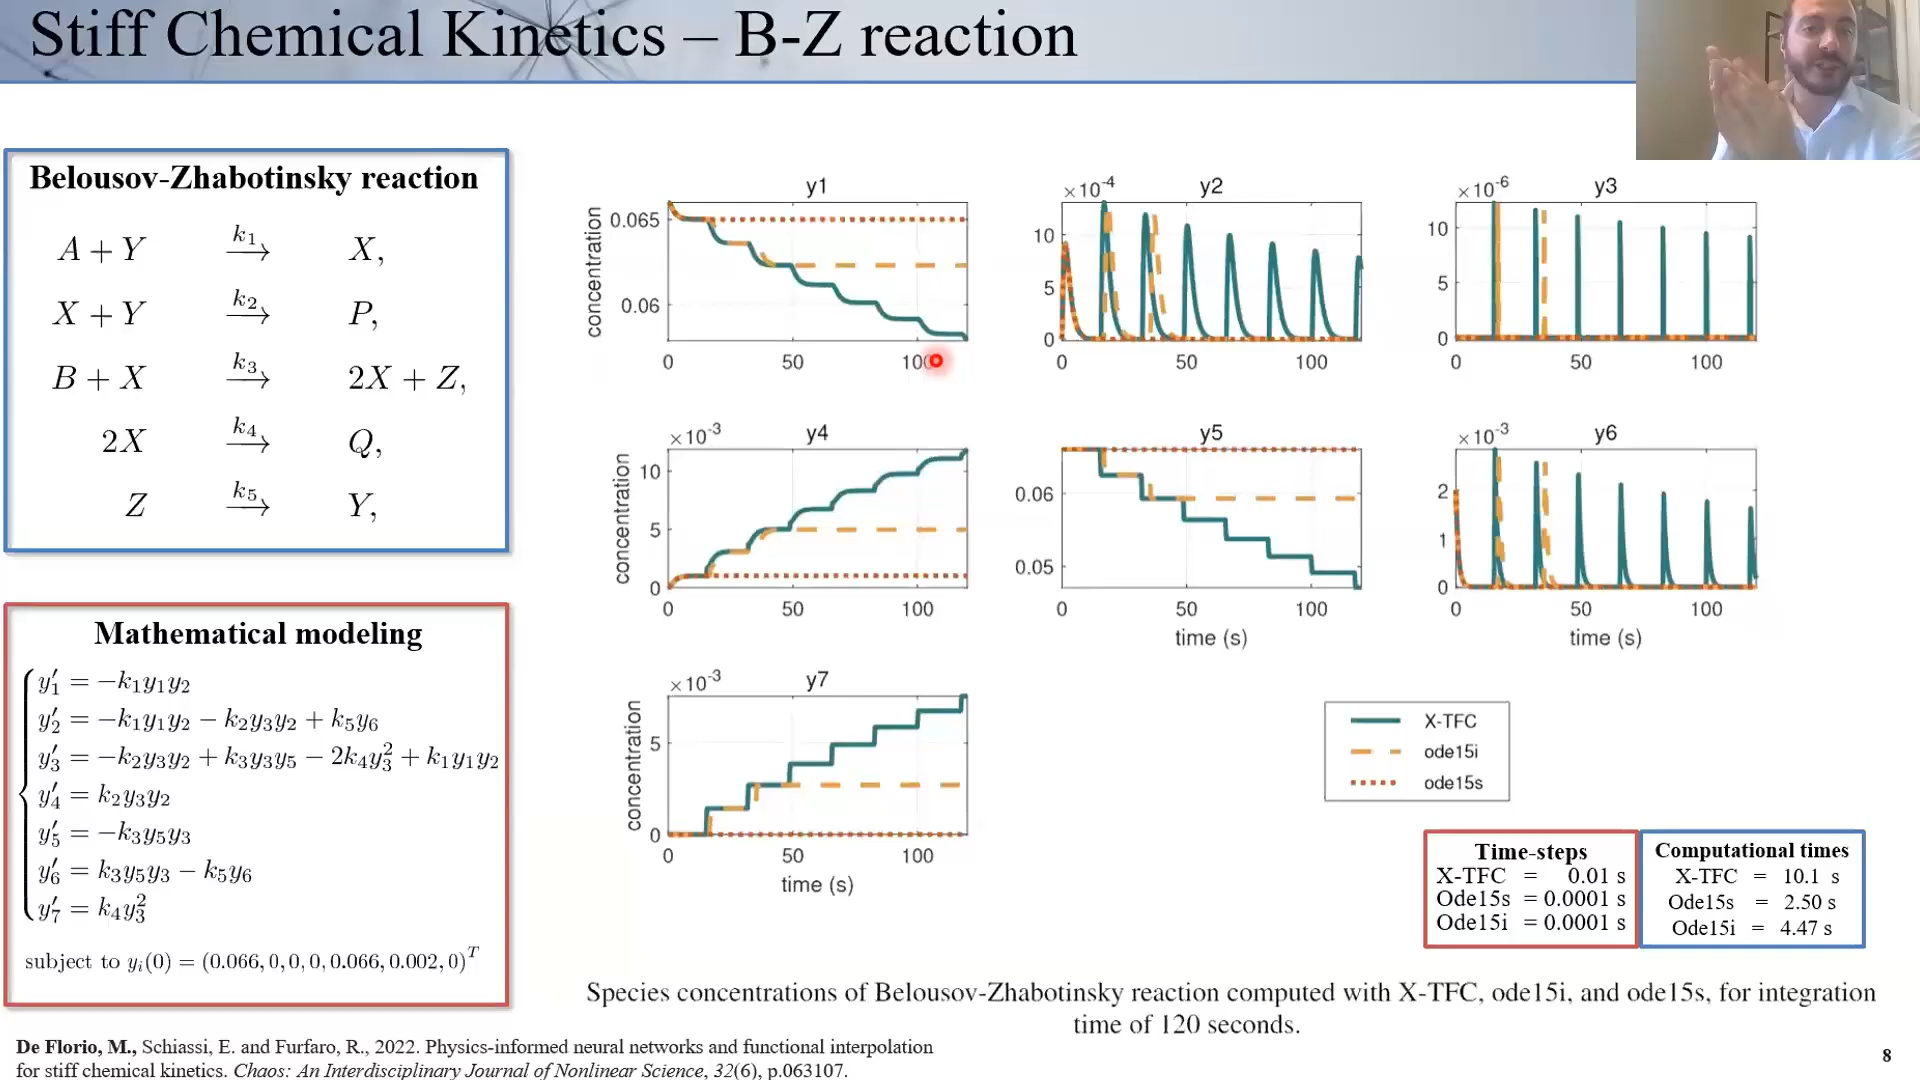 Stiff Chemical Kinetics – B-Z reaction
Belousov-Zhabotinsky reaction
A + Y k1→ X,
X + Y k2→ P,
B + X k3→ 2X + Z,
2X k4→ Q,
Z k5→ Y,
Mathematical modeling
y′1 = −k1y1y2
y′2 = −k1y1y2 − k2y3y2 + k5y6
y′3 = −k2y3y2 + k3y3y5 − 2k4y3² + k1y1y2
y′4 = k2y3y2
y′5 = −k3y5y3
y′6 = k3y5y3 − k5y6
y′7 = k4y3²
subject to yi(0) = (0.066, 0, 0, 0, 0.066, 0.002, 0)ᵀ
y1
concentration
0.065
0.06
0 50 100
y2
×10⁻⁴
10
5
0
0 50 100
y3
×10⁻⁶
10
5
0
0 50 100
y4
×10⁻³
concentration
10
5
0
0 50 100
y5
0.06
0.05
0 50 100
time (s)
y6
×10⁻³
2
1
0
0 50 100
time (s)
y7
×10⁻³
concentration
5
0
0 50 100
time (s)
X-TFC
ode15i
ode15s
Time-steps
X-TFC = 0.01 s
Ode15s = 0.0001 s
Ode15i = 0.0001 s
Computational times
X-TFC = 10.1 s
Ode15s = 2.50 s
Ode15i = 4.47 s
Species concentrations of Belousov-Zhabotinsky reaction computed with X-TFC, ode15i, and ode15s, for integration
time of 120 seconds.
De Florio, M., Schiassi, E. and Furfaro, R., 2022. Physics-informed neural networks and functional interpolation
for stiff chemical kinetics. Chaos: An Interdisciplinary Journal of Nonlinear Science, 32(6), p.063107.
8